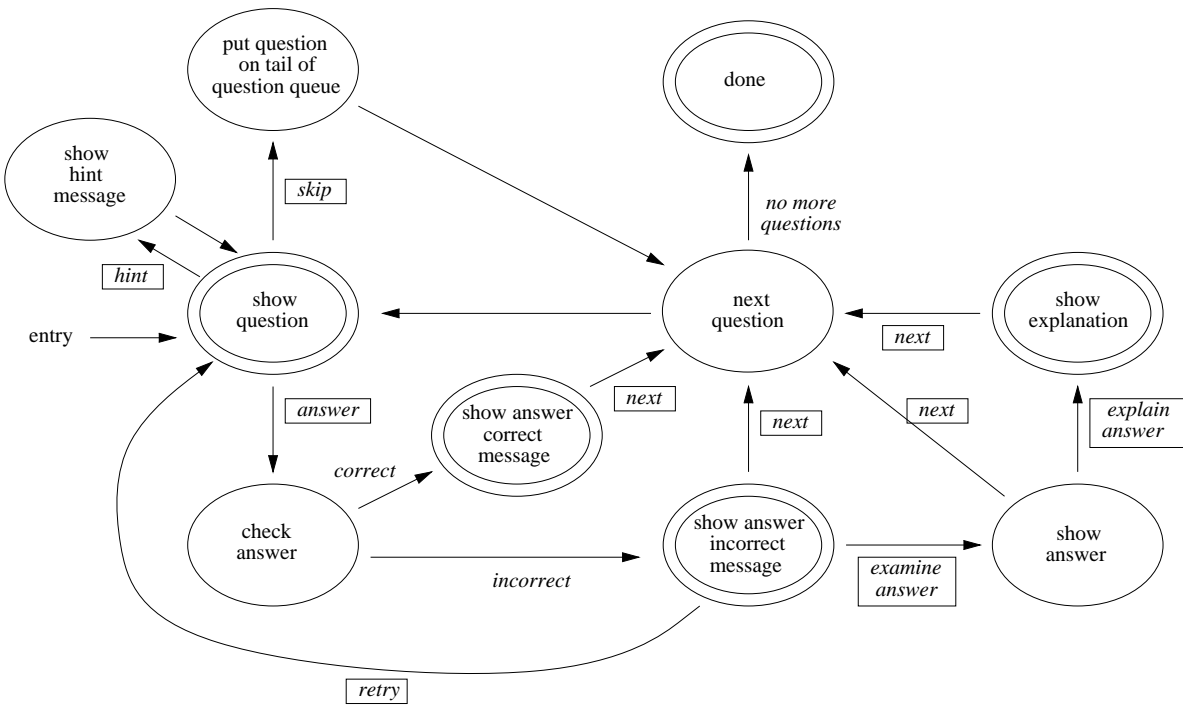 put question
on tail of
question queue
done
show
hint
message
skip
no more
questions
hint
show
question
next
question
show
explanation
entry
next
answer
show answer
correct
message
next
next
next
explain
answer
correct
check
answer
incorrect
show answer
incorrect
message
examine
answer
show
answer
retry